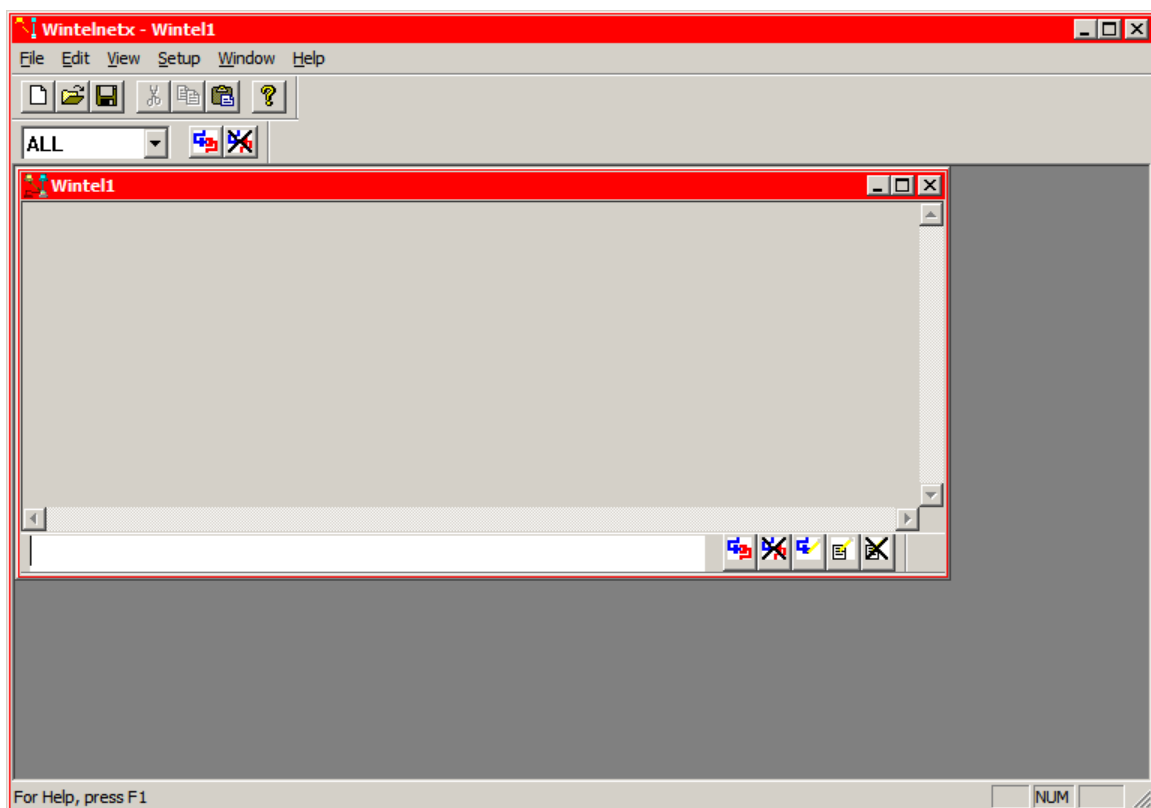 Wintelnetx - Wintel1
File Edit View Setup Window Help
ALL
Wintel1
For Help, press F1
NUM